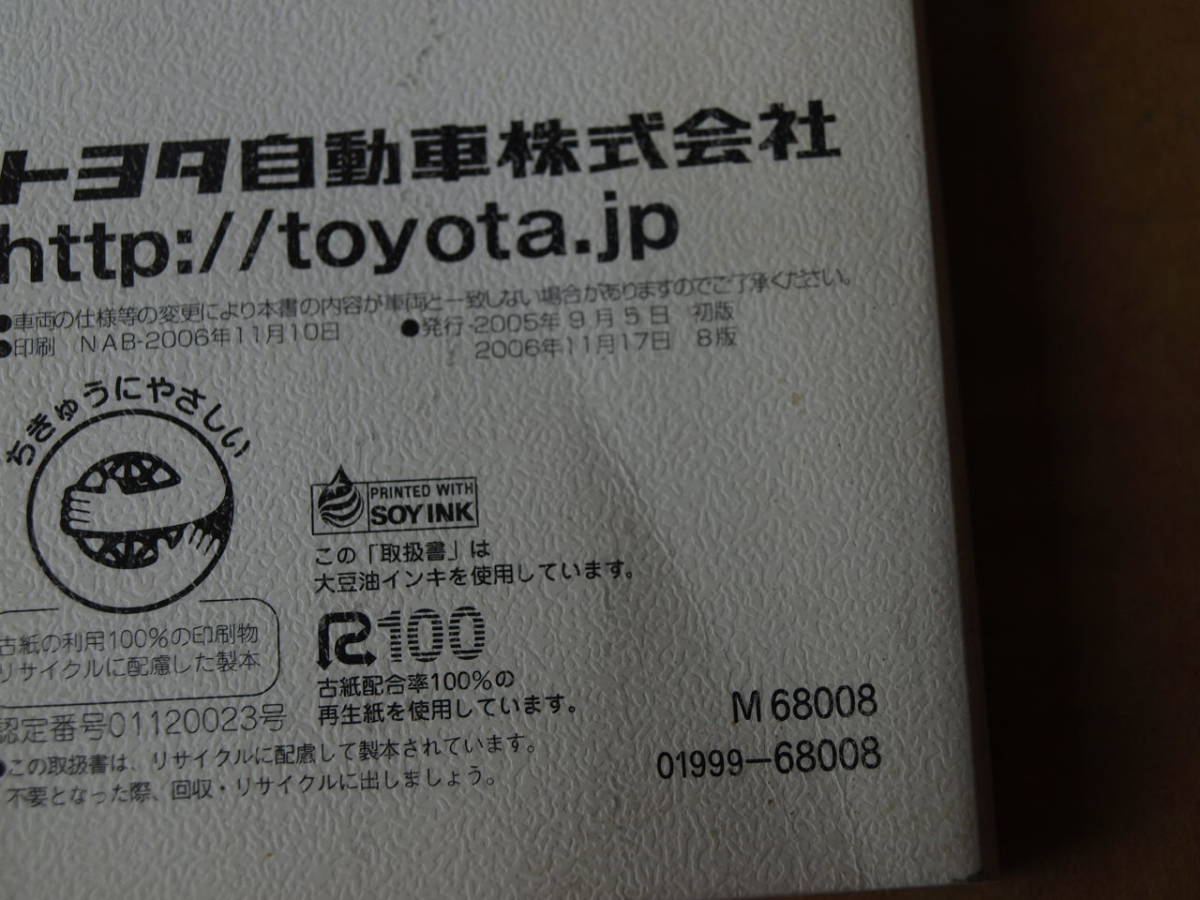 トヨタ自動車株式会社
http://toyota.jp
●車両の仕様等の変更により本書の内容が車両と一致しない場合がありますのでご了承ください。
●印刷 NAB-2006年11月10日 ●発行-2005年9月5日 初版
2006年11月17日 8版
ちきゅうにやさしい
PRINTED WITH
SOY INK
この「取扱書」は
大豆油インキを使用しています。
R100
古紙配合率100%の
再生紙を使用しています。
古紙の利用100%の印刷物
リサイクルに配慮した製本
認定番号01120023号
●この取扱書は、リサイクルに配慮して製本されています。
不要となった際、回収・リサイクルに出しましょう。
M 68008
01999-68008